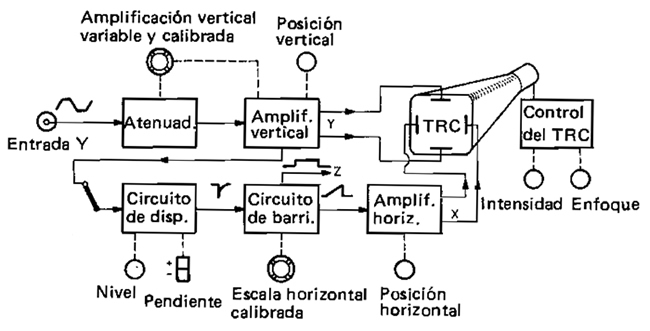 Amplificación vertical
variable y calibrada
Posición
vertical
Entrada Y
Atenuad.
Amplif.
vertical
Y
TRC
Control
del TRC
Intensidad
Enfoque
Circuito
de disp.
Circuito
de barri.
Z
Amplif.
horiz.
X
Nivel
+
-
Pendiente
Escala horizontal
calibrada
Posición
horizontal